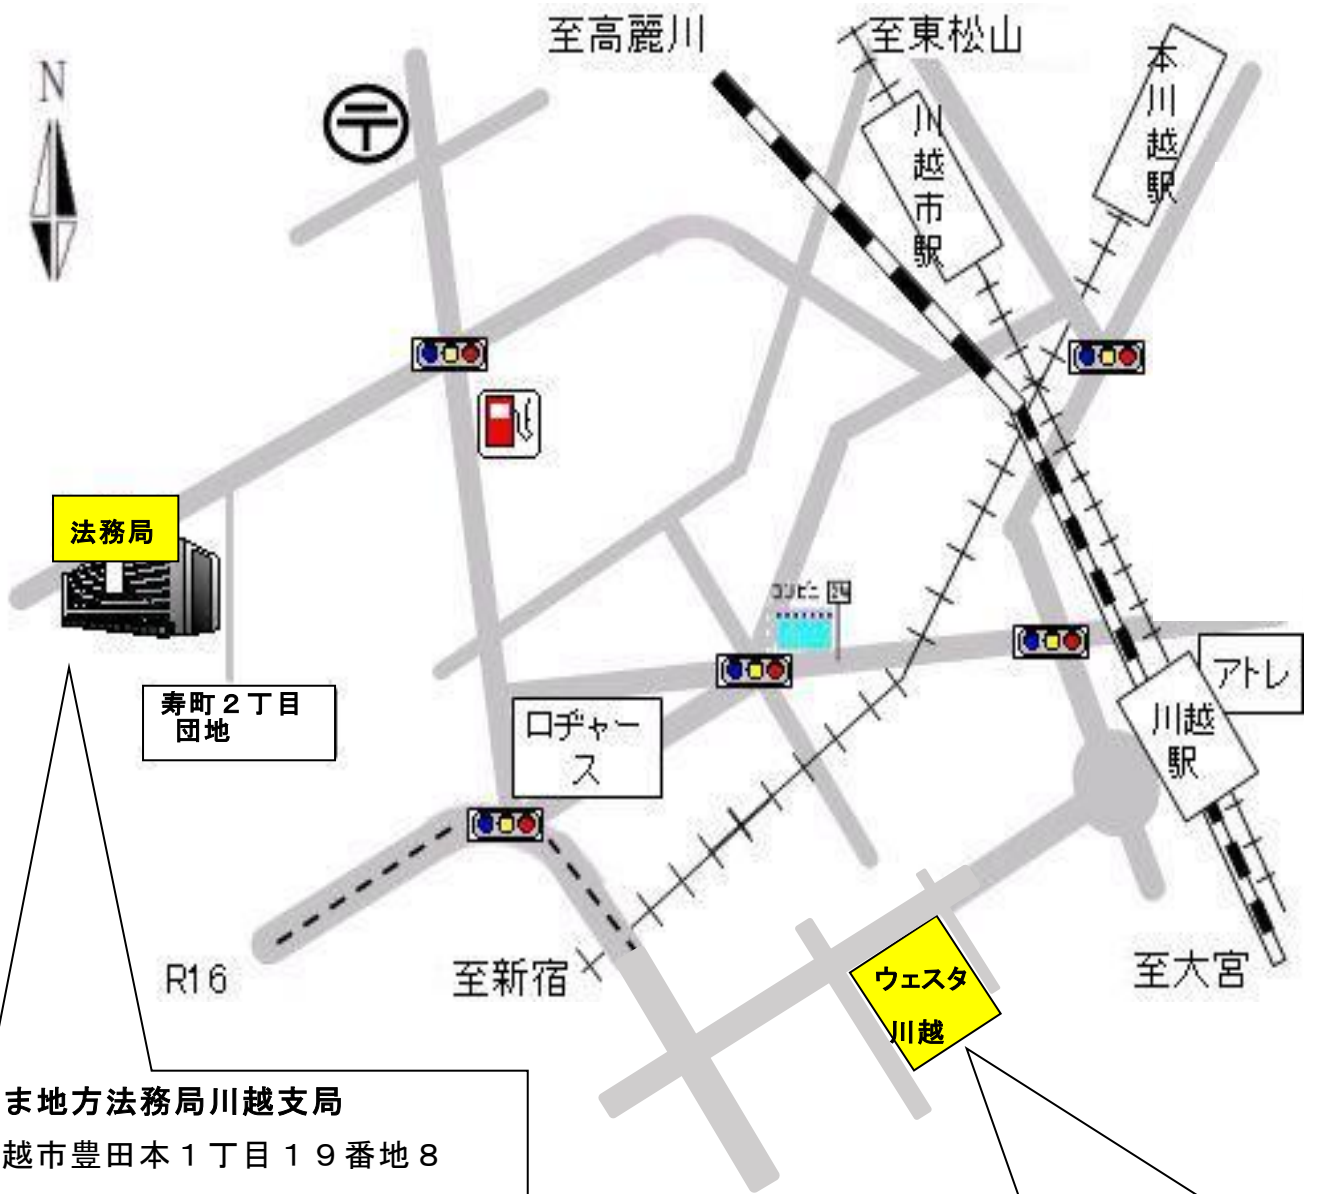 至高麗川
至東松山
本川越駅
N
川越市駅
法務局
コンビニ 24
寿町２丁目
団地
ロヂャー
ス
アトレ
川越
駅
R16
至新宿
ウェスタ
川越
至大宮
ま地方法務局川越支局
越市豊田本１丁目１９番地８